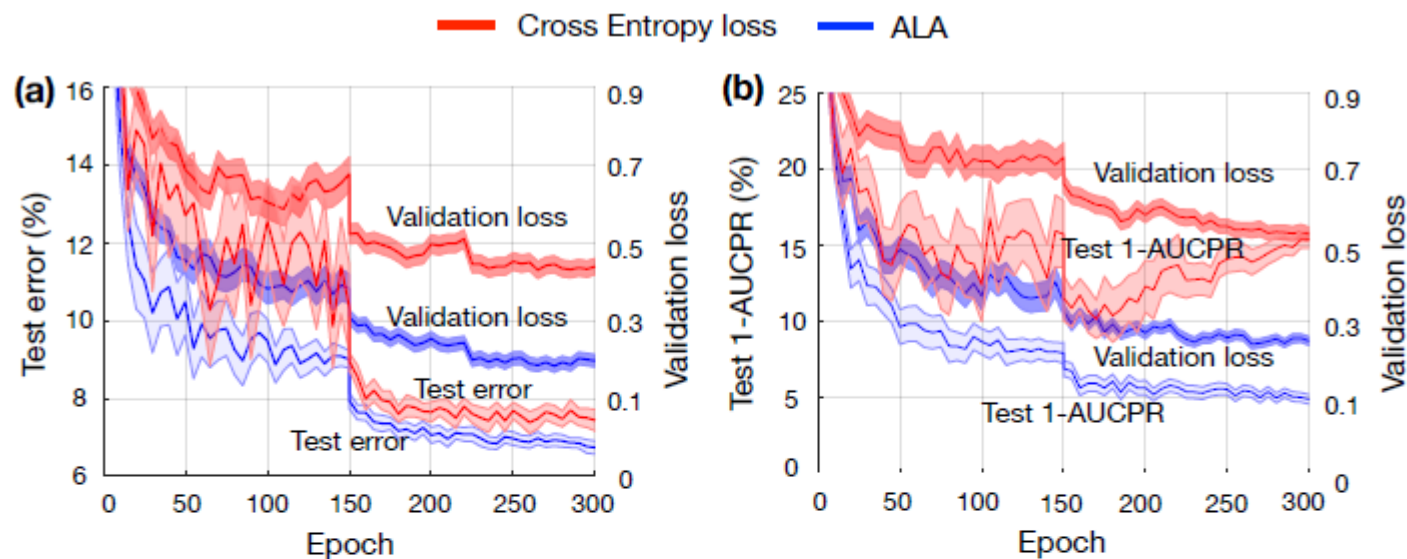 Cross Entropy loss ALA
(a)
16
14
12
10
8
6
Test error (%)
0.9
0.7
0.5
0.3
0.1
0
Validation loss
Validation loss
Validation loss
Test error
Test error
0 50 100 150 200 250 300
Epoch
(b)
25
20
15
10
5
0
Test 1-AUCPR (%)
0.9
0.7
0.5
0.3
0.1
0
Validation loss
Validation loss
Test 1-AUCPR
Validation loss
Test 1-AUCPR
0 50 100 150 200 250 300
Epoch